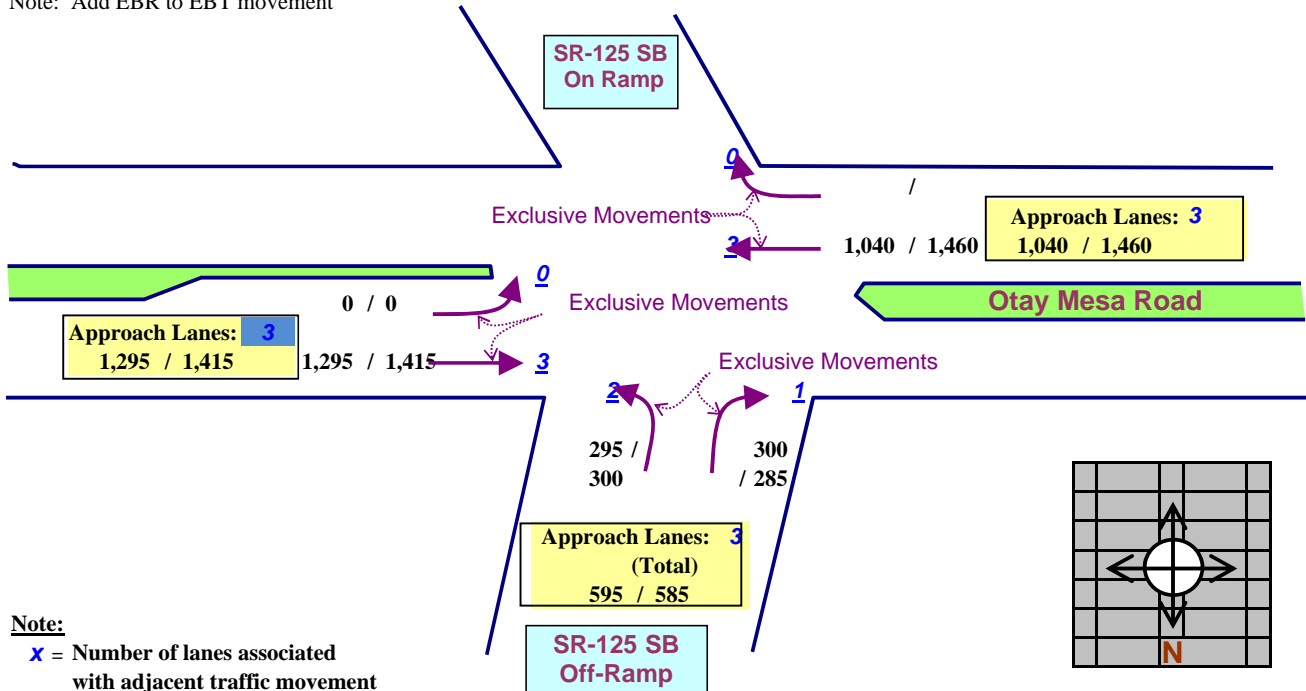 Note: Add EBR to EBT movement
SR-125 SB
On Ramp
0
/
Exclusive Movements
Approach Lanes: 3
3
1,040 / 1,460
1,040 / 1,460
0
0 / 0
Exclusive Movements
Otay Mesa Road
Approach Lanes: 3
1,295 / 1,415
1,295 / 1,415
3
Exclusive Movements
2
1
295 /
300
300
/ 285
Approach Lanes: 3
(Total)
595 / 585
Note:
x = Number of lanes associated
with adjacent traffic movement
SR-125 SB
Off-Ramp
N